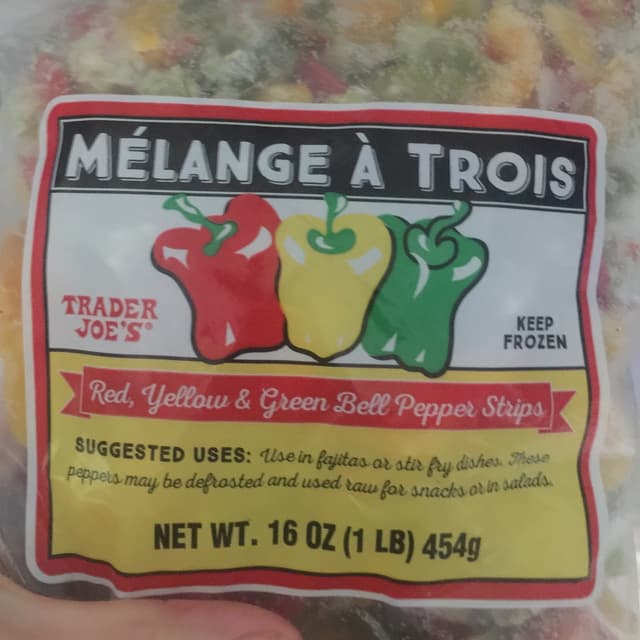 MÉLANGE À TROIS
TRADER
JOE'S®
KEEP
FROZEN
Red, Yellow & Green Bell Pepper Strips
SUGGESTED USES: Use in fajitas or stir fry dishes. These
peppers may be defrosted and used raw for snacks or in salads.
NET WT. 16 OZ (1 LB) 454g